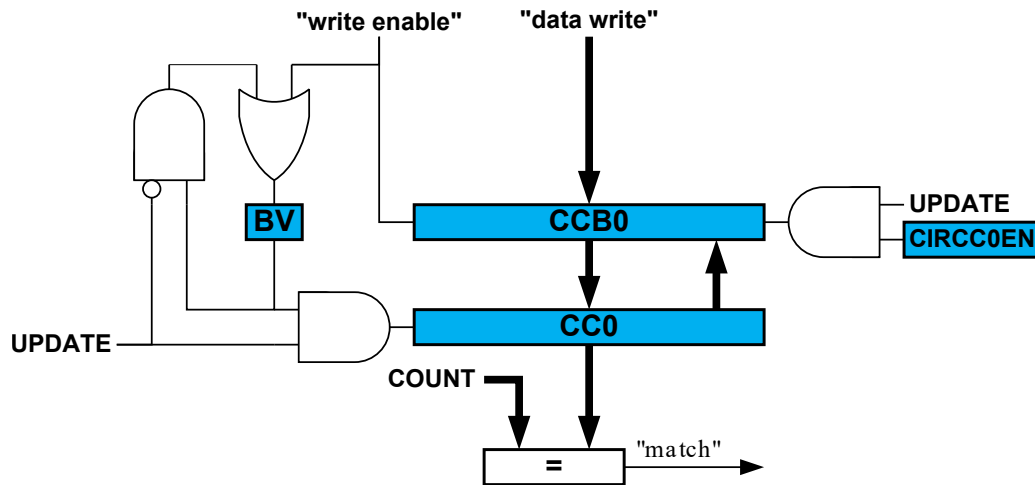 "write enable"
"data write"
BV
CCB0
UPDATE
CIRCC0EN
UPDATE
CC0
COUNT
=
"match"